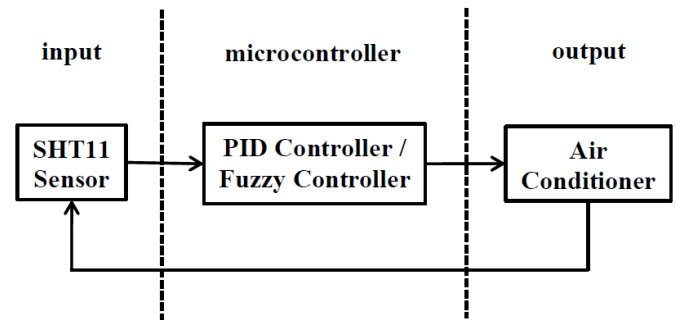 input
microcontroller
output
SHT11
Sensor
PID Controller /
Fuzzy Controller
Air
Conditioner